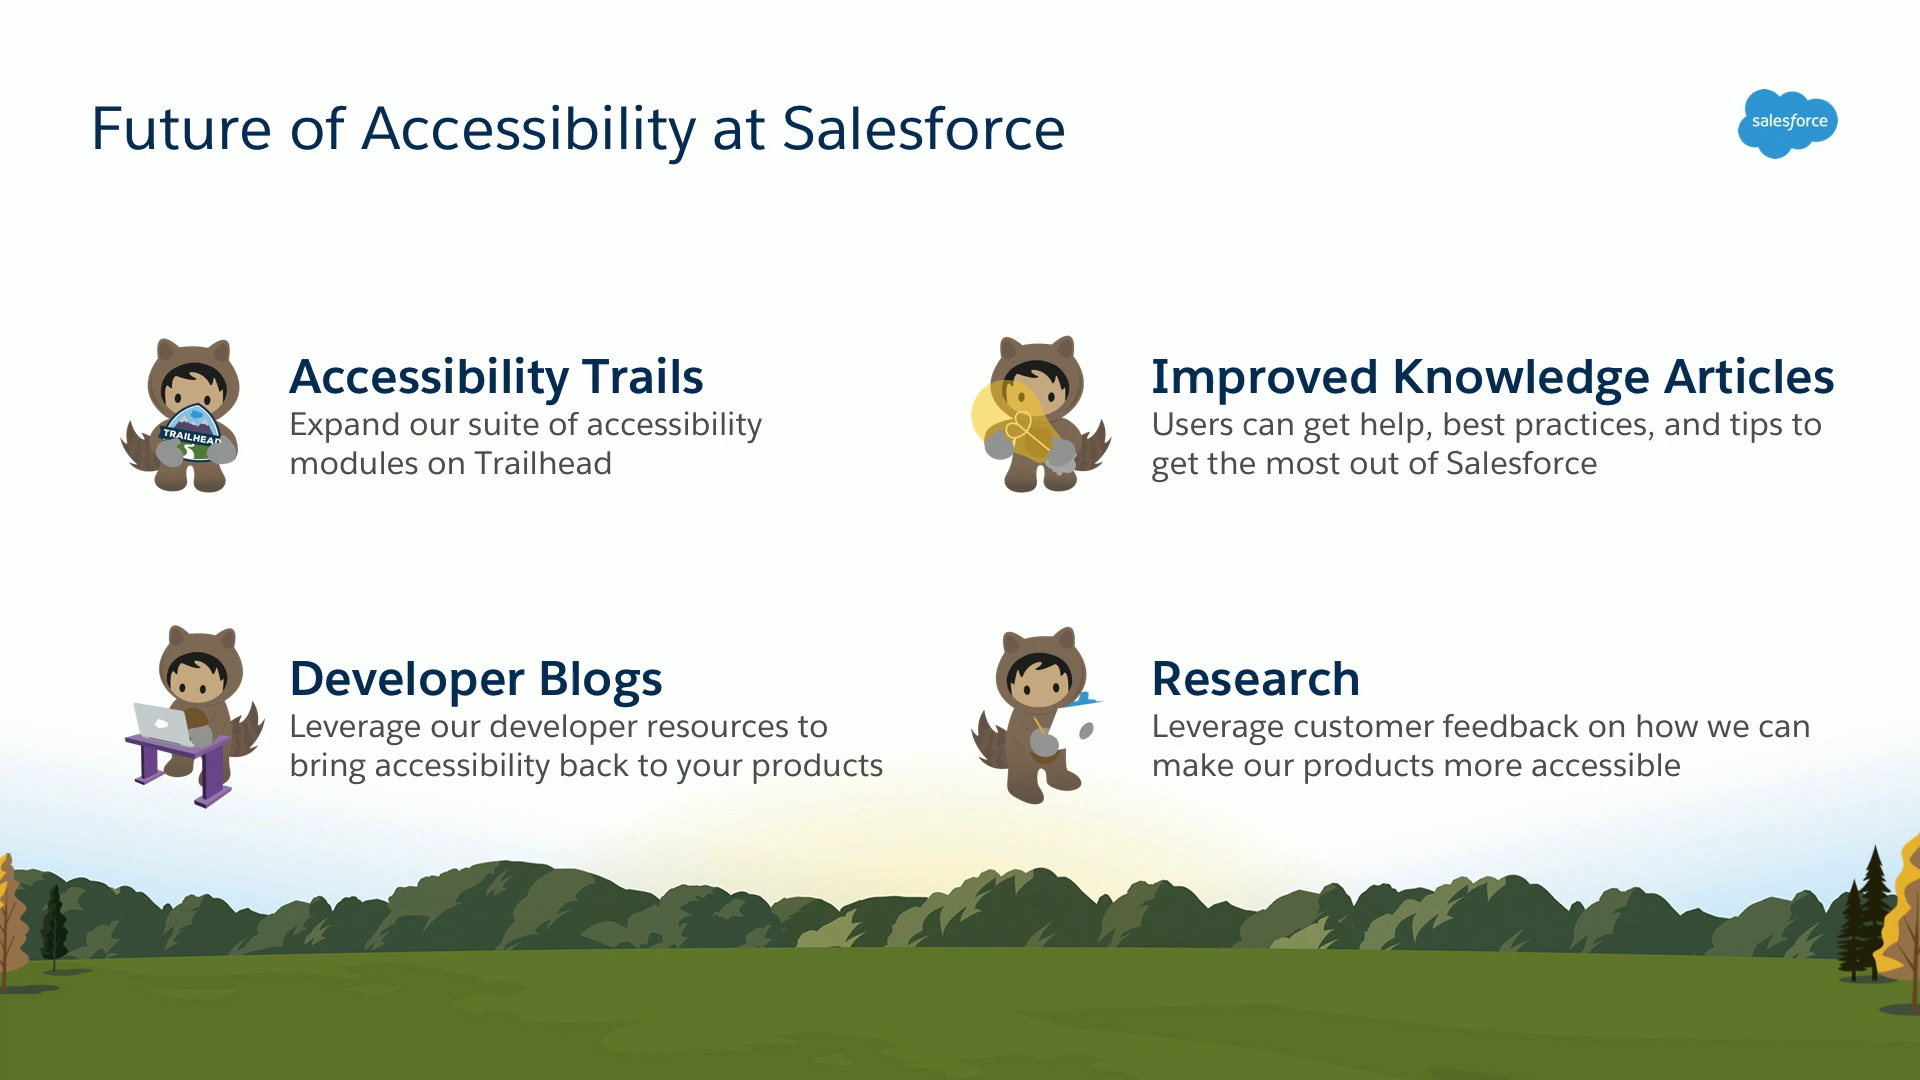 Future of Accessibility at Salesforce
salesforce
Accessibility Trails
Expand our suite of accessibility
modules on Trailhead
TRAILHEAD
Improved Knowledge Articles
Users can get help, best practices, and tips to
get the most out of Salesforce
Developer Blogs
Leverage our developer resources to
bring accessibility back to your products
Research
Leverage customer feedback on how we can
make our products more accessible